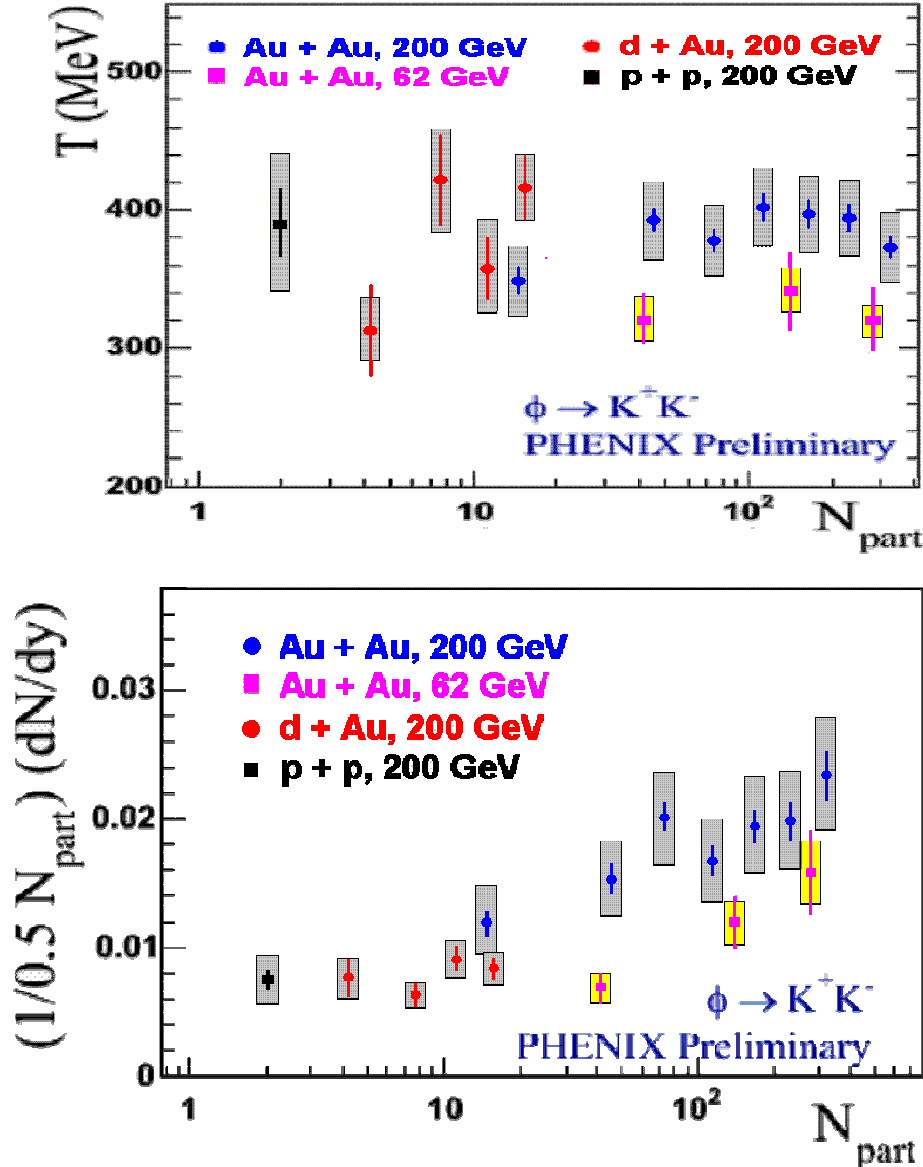 T (MeV)
Au + Au, 200 GeV
d + Au, 200 GeV
Au + Au, 62 GeV
p + p, 200 GeV
500
400
300
200
ϕ → K⁺K⁻
PHENIX Preliminary
1
10
10²
N_part
(1/0.5 N_part) (dN/dy)
Au + Au, 200 GeV
Au + Au, 62 GeV
d + Au, 200 GeV
p + p, 200 GeV
0.03
0.02
0.01
0
ϕ → K⁺K⁻
PHENIX Preliminary
1
10
10²
N_part